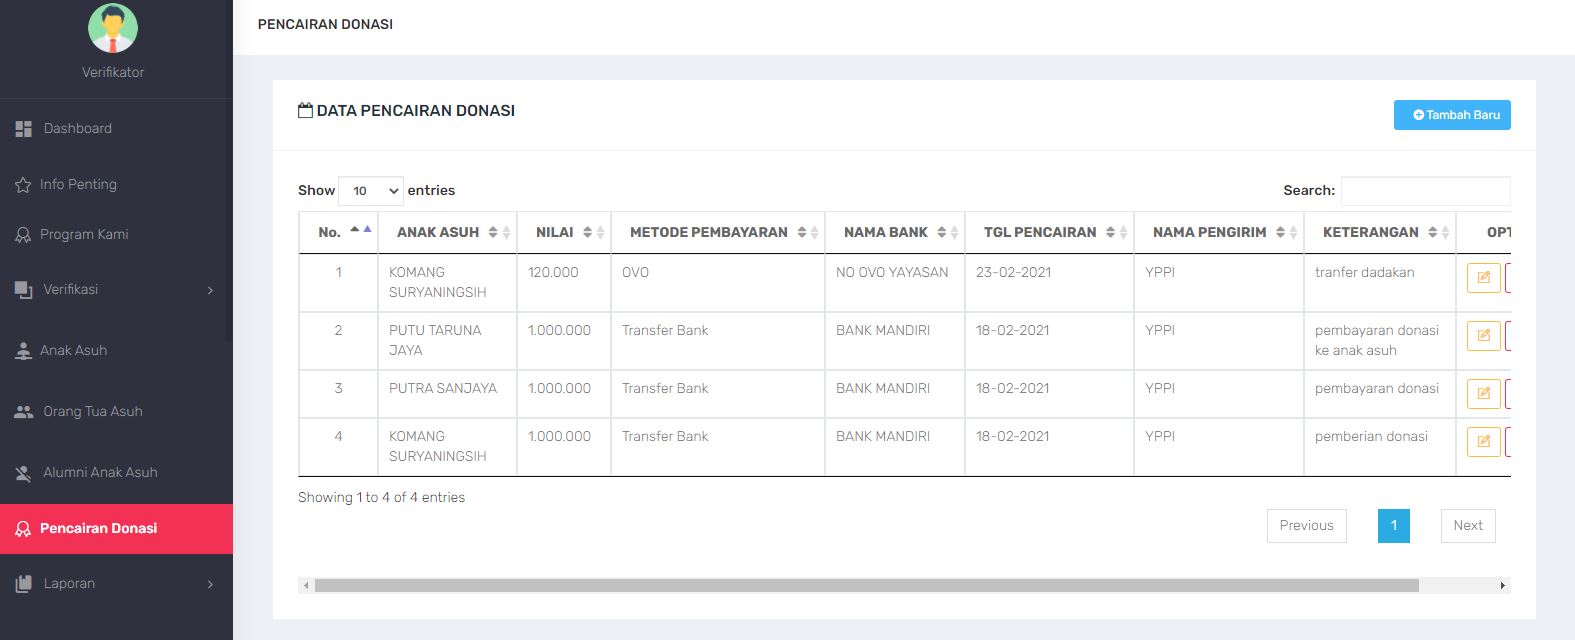 PENCAIRAN DONASI
Verifikator
Dashboard
Info Penting
Program Kami
Verifikasi
Anak Asuh
Orang Tua Asuh
Alumni Anak Asuh
Pencairan Donasi
Laporan
DATA PENCAIRAN DONASI
Tambah Baru
Show 10 entries
Search:
No. ANAK ASUH NILAI METODE PEMBAYARAN NAMA BANK TGL PENCAIRAN NAMA PENGIRIM KETERANGAN OPT
1 KOMANG 120.000 OVO NO OVO YAYASAN 23-02-2021 YPPI tranfer dadakan
SURYANINGSIH
2 PUTU TARUNA 1.000.000 Transfer Bank BANK MANDIRI 18-02-2021 YPPI pembayaran donasi
JAYA ke anak asuh
3 PUTRA SANJAYA 1.000.000 Transfer Bank BANK MANDIRI 18-02-2021 YPPI pembayaran donasi
4 KOMANG 1.000.000 Transfer Bank BANK MANDIRI 18-02-2021 YPPI pemberian donasi
SURYANINGSIH
Showing 1 to 4 of 4 entries
Previous 1 Next